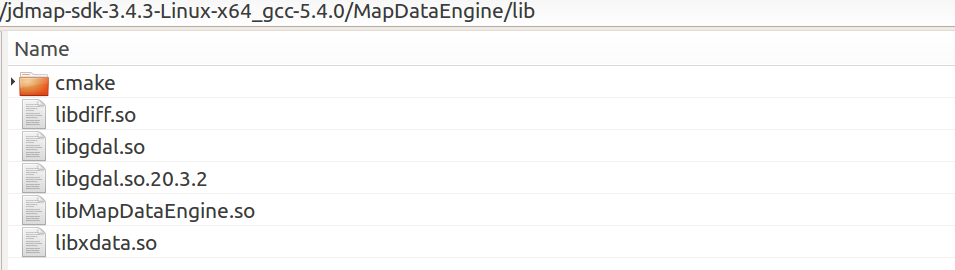 /jdmap-sdk-3.4.3-Linux-x64_gcc-5.4.0/MapDataEngine/lib
Name
cmake
libdiff.so
libgdal.so
libgdal.so.20.3.2
libMapDataEngine.so
libxdata.so